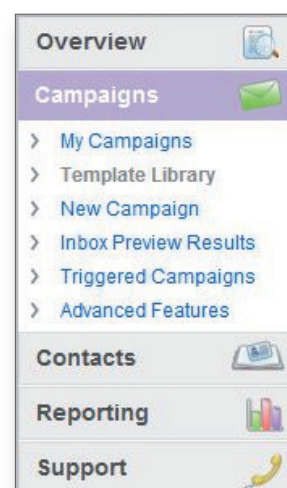 Overview
Campaigns
My Campaigns
Template Library
New Campaign
Inbox Preview Results
Triggered Campaigns
Advanced Features
Contacts
Reporting
Support